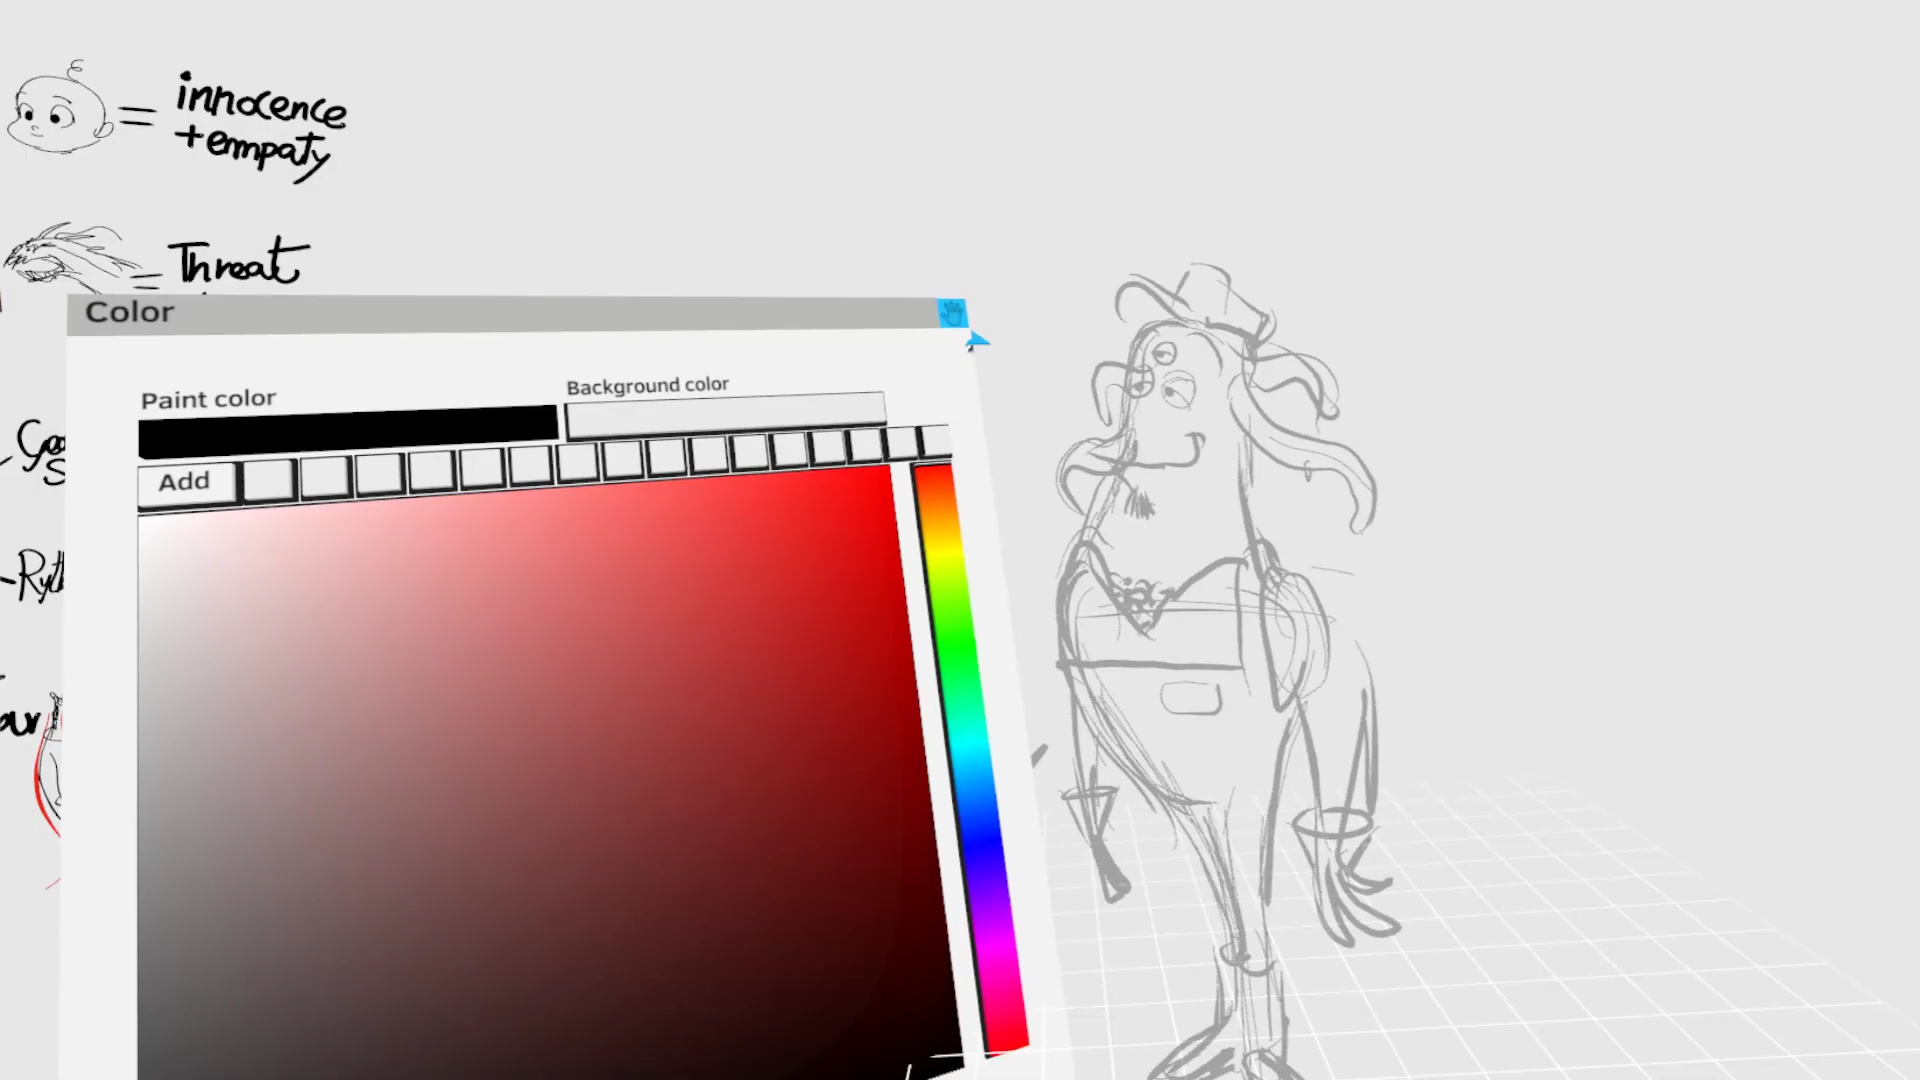 innocence
+empaty
Threat
Color
Paint color
Background color
Add